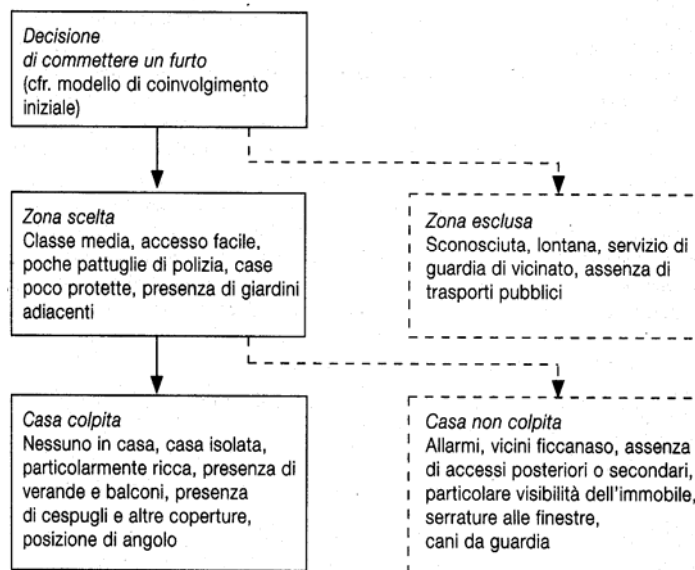 Decisione
di commettere un furto
(cfr. modello di coinvolgimento
iniziale)
Zona scelta
Classe media, accesso facile,
poche pattuglie di polizia, case
poco protette, presenza di giardini
adiacenti
Zona esclusa
Sconosciuta, lontana, servizio di
guardia di vicinato, assenza di
trasporti pubblici
Casa colpita
Nessuno in casa, casa isolata,
particolarmente ricca, presenza di
verande e balconi, presenza
di cespugli e altre coperture,
posizione di angolo
Casa non colpita
Allarmi, vicini ficcanaso, assenza
di accessi posteriori o secondari,
particolare visibilità dell'immobile,
serrature alle finestre,
cani da guardia